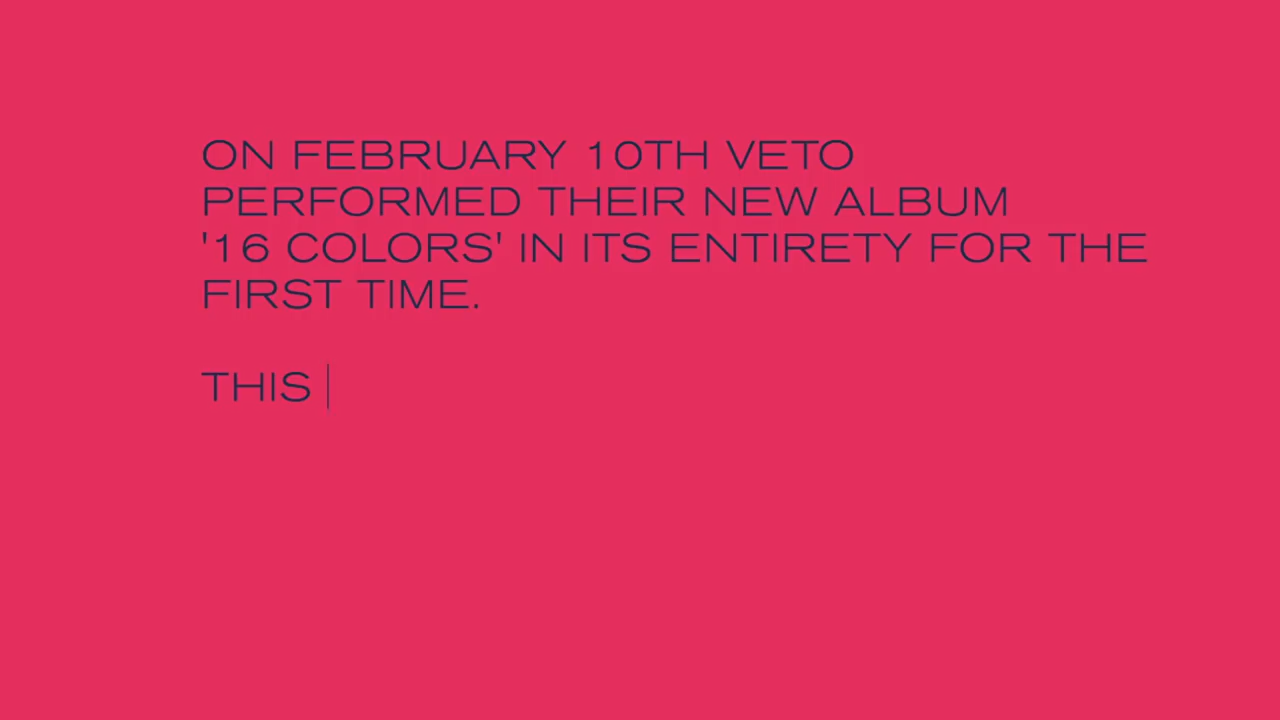 ON FEBRUARY 10TH VETO
PERFORMED THEIR NEW ALBUM
'16 COLORS' IN ITS ENTIRETY FOR THE
FIRST TIME.
THIS